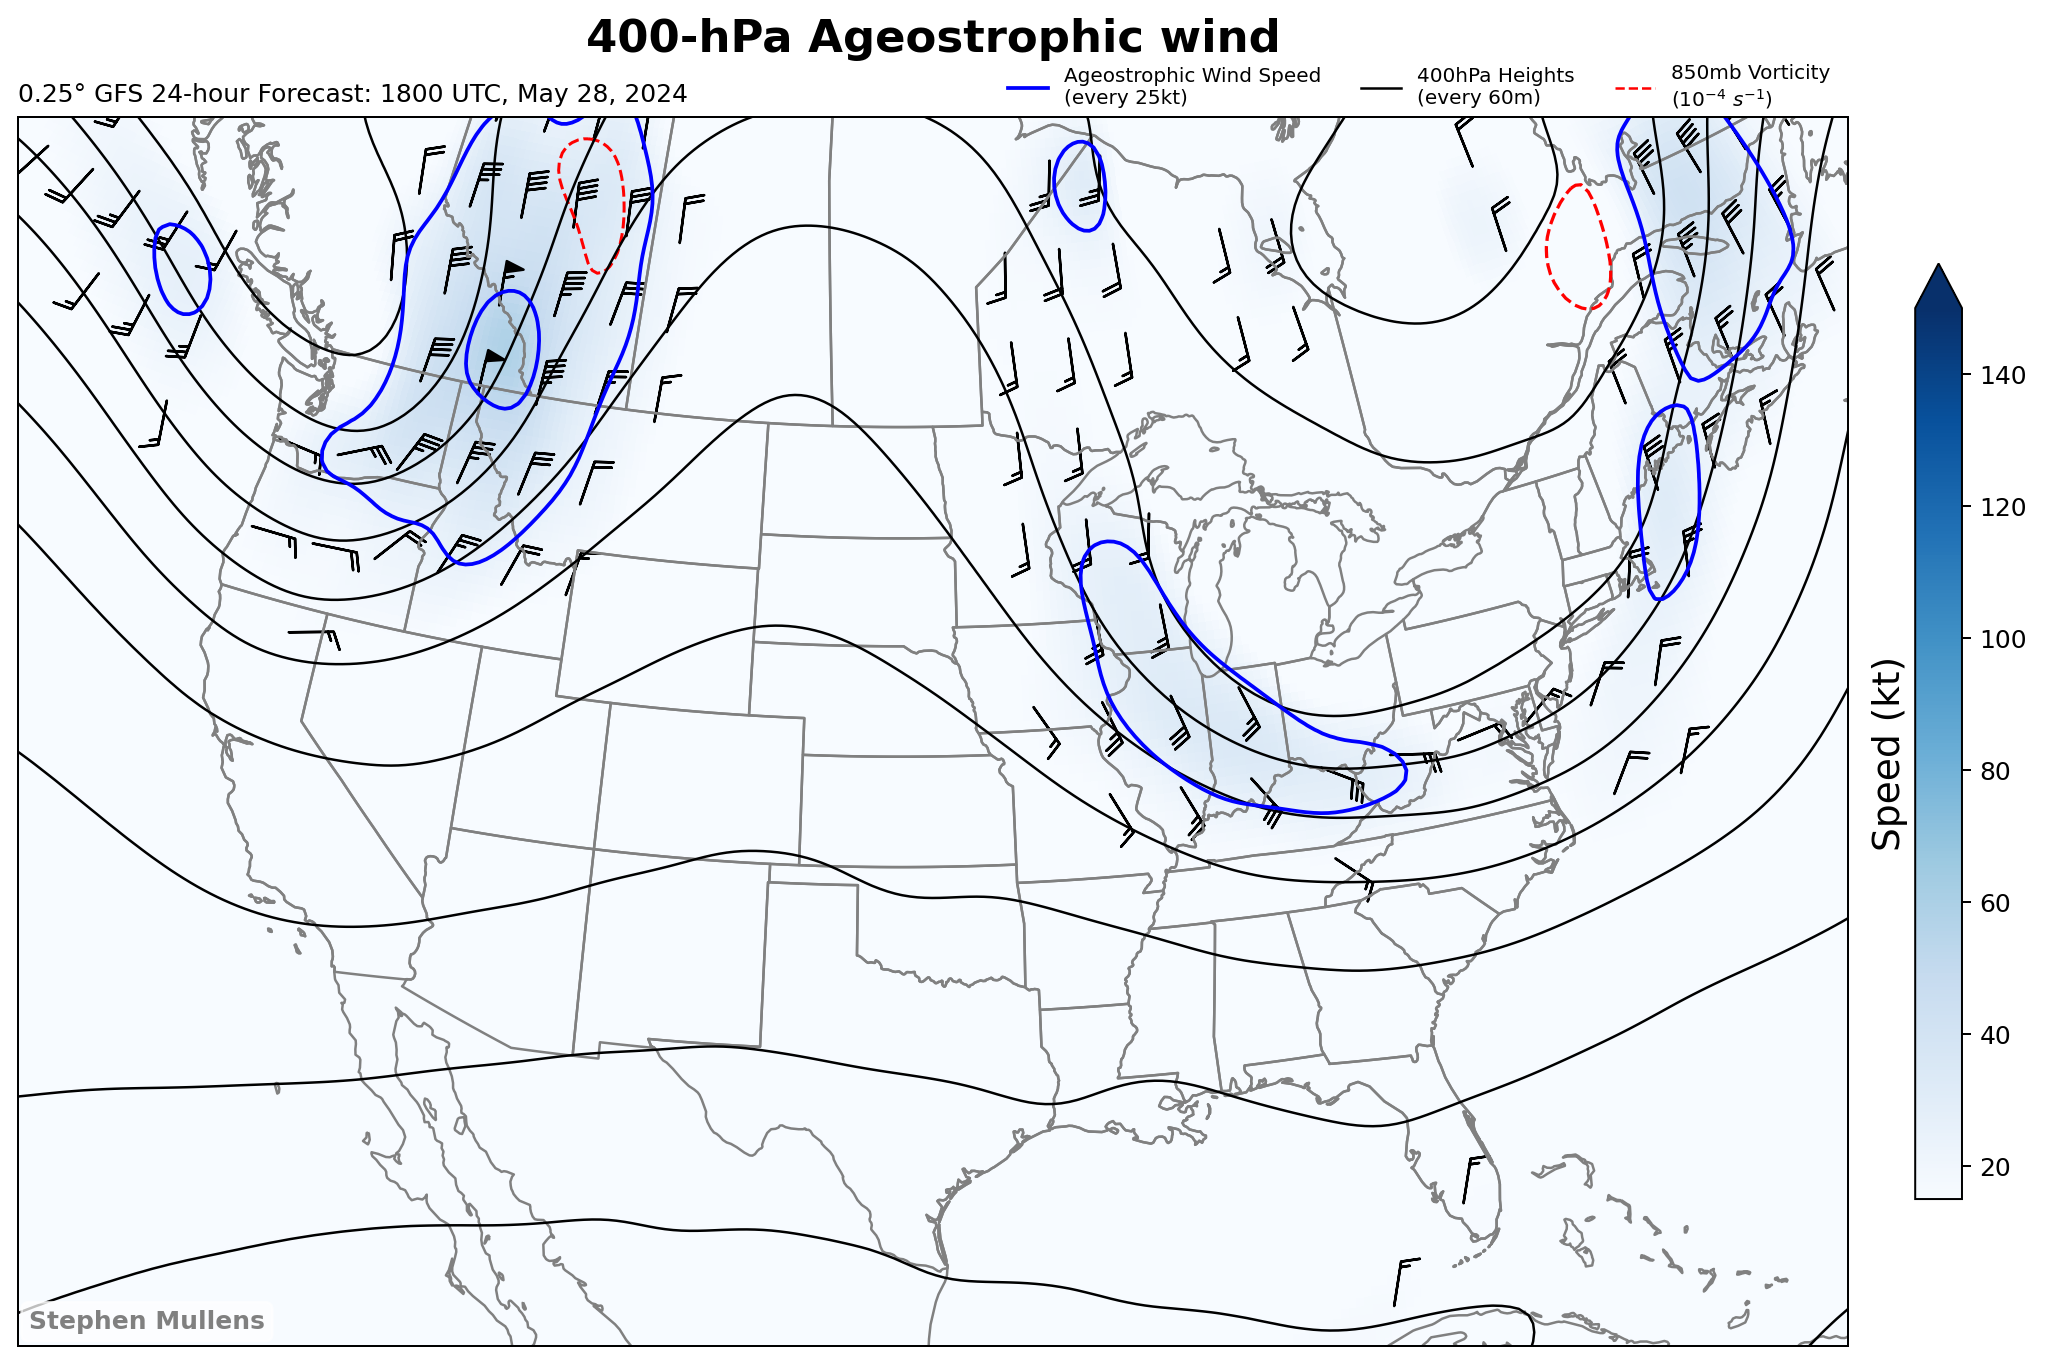 400-hPa Ageostrophic wind
0.25° GFS 24-hour Forecast: 1800 UTC, May 28, 2024
Ageostrophic Wind Speed
(every 25kt)
400hPa Heights
(every 60m)
850mb Vorticity
(10⁻⁴ s⁻¹)
140
120
100
80
60
40
20
Speed (kt)
Stephen Mullens